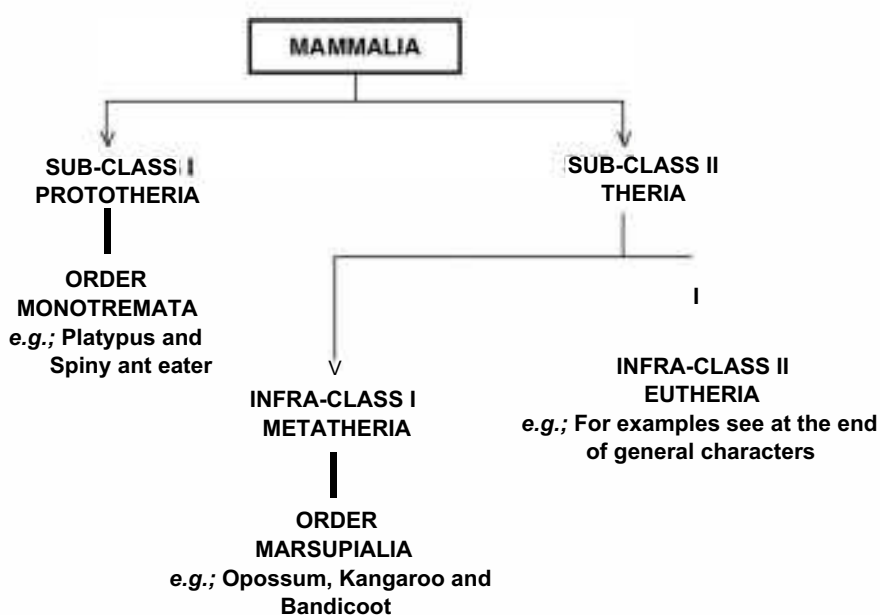 MAMMALIA
SUB-CLASS I
PROTOTHERIA
ORDER
MONOTREMATA
e.g.; Platypus and
Spiny ant eater
SUB-CLASS II
THERIA
INFRA-CLASS I
METATHERIA
ORDER
MARSUPIALIA
e.g.; Opossum, Kangaroo and
Bandicoot
I
INFRA-CLASS II
EUTHERIA
e.g.; For examples see at the end
of general characters